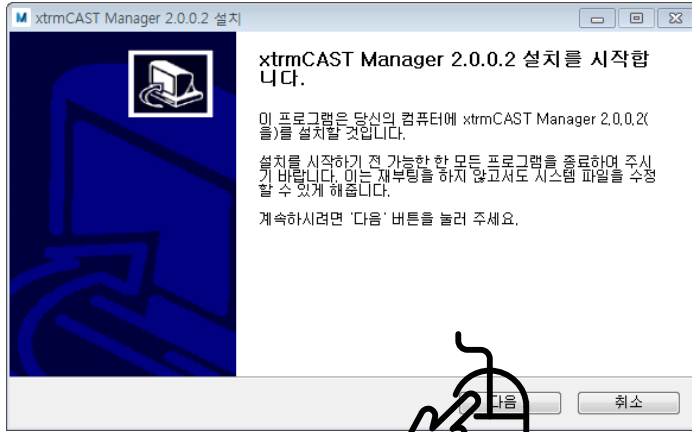 xtrmCAST Manager 2.0.0.2 설치
xtrmCAST Manager 2.0.0.2 설치를 시작합
니다.
이 프로그램은 당신의 컴퓨터에 xtrmCAST Manager 2.0.0.2(
을)를 설치할 것입니다.
설치를 시작하기 전 가능한 한 모든 프로그램을 종료하여 주시
기 바랍니다. 이는 재부팅을 하지 않고서도 시스템 파일을 수정
할 수 있게 해줍니다.
계속하시려면 '다음' 버튼을 눌러 주세요.
다음
취소